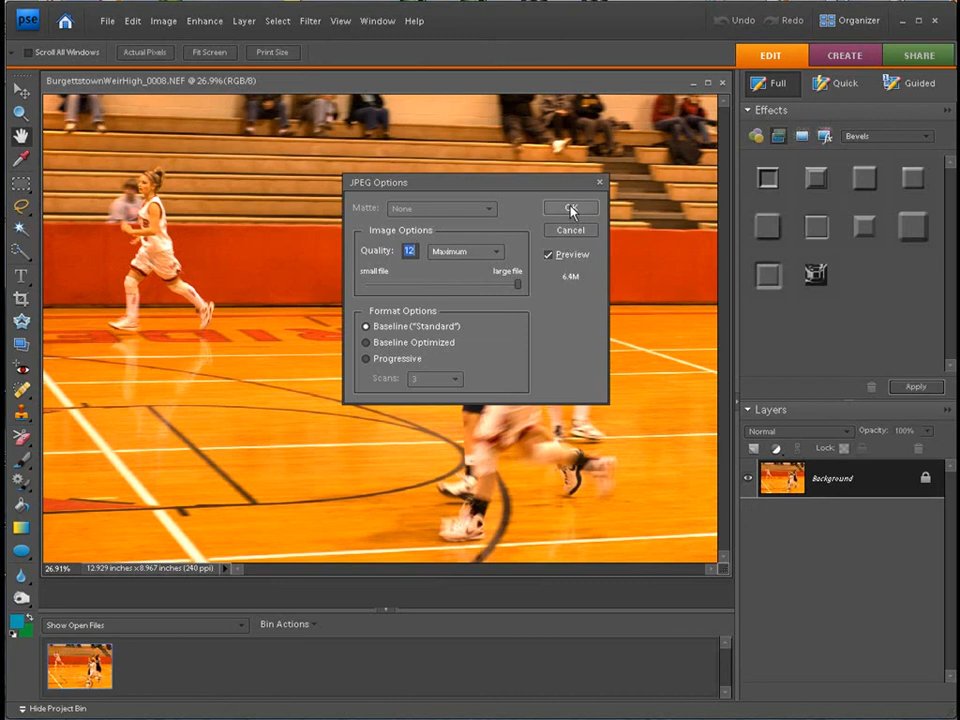 pse File Edit Image Enhance Layer Select Filter View Window Help Undo Redo Organizer
Scroll All Windows Actual Pixels Fit Screen Print Size
EDIT CREATE SHARE
BurgettstownWeirHigh_0008.NEF @ 26.9%(RGB/8)
Full Quick Guided
Effects
Bevels
JPEG Options
Matte: None
OK
Image Options
Cancel
Quality: 12 Maximum
Preview
small file large file
6.4M
Format Options
Baseline ("Standard")
Baseline Optimized
Progressive
Scans: 3
Apply
Layers
Normal Opacity: 100%
Lock:
Background
26.91% 12.929 inches x 8.967 inches (240 ppi)
Show Open Files Bin Actions
Hide Project Bin